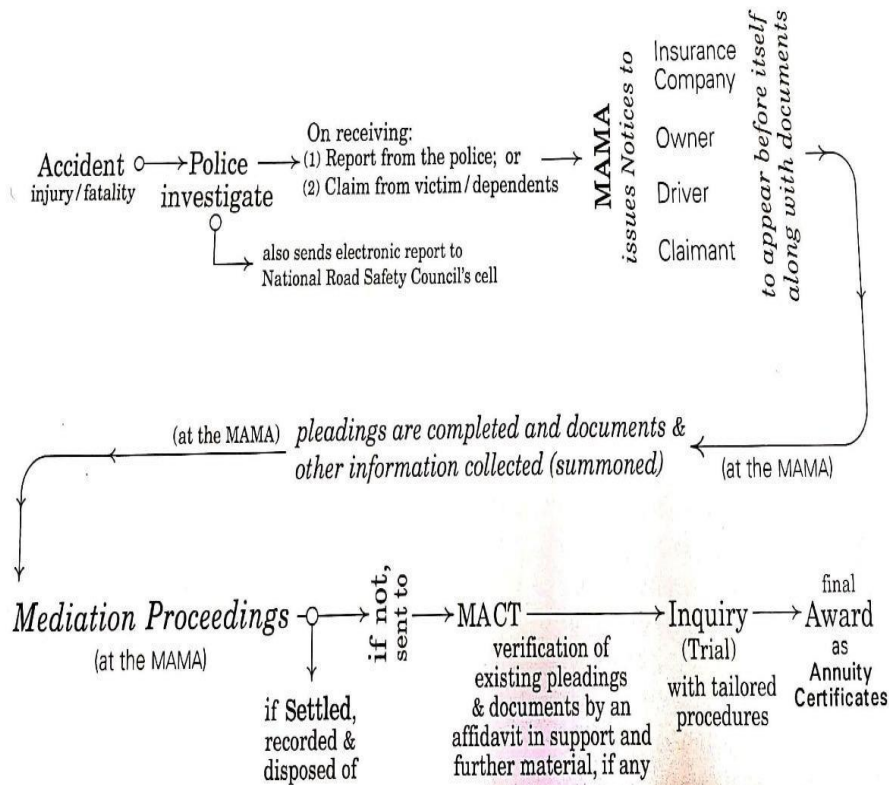 Accident
injury/fatality
Police
investigate
also sends electronic report to
National Road Safety Council's cell
On receiving:
(1) Report from the police; or
(2) Claim from victim/dependents
MAMA
issues Notices to
Insurance
Company
Owner
Driver
Claimant
to appear before itself
along with documents
(at the MAMA)
pleadings are completed and documents &
other information collected (summoned)
(at the MAMA)
Mediation Proceedings
(at the MAMA)
if Settled,
recorded &
disposed of
if not,
sent to
MACT
verification of
existing pleadings
& documents by an
affidavit in support and
further material, if any
Inquiry
(Trial)
with tailored
procedures
final
Award
as
Annuity
Certificates